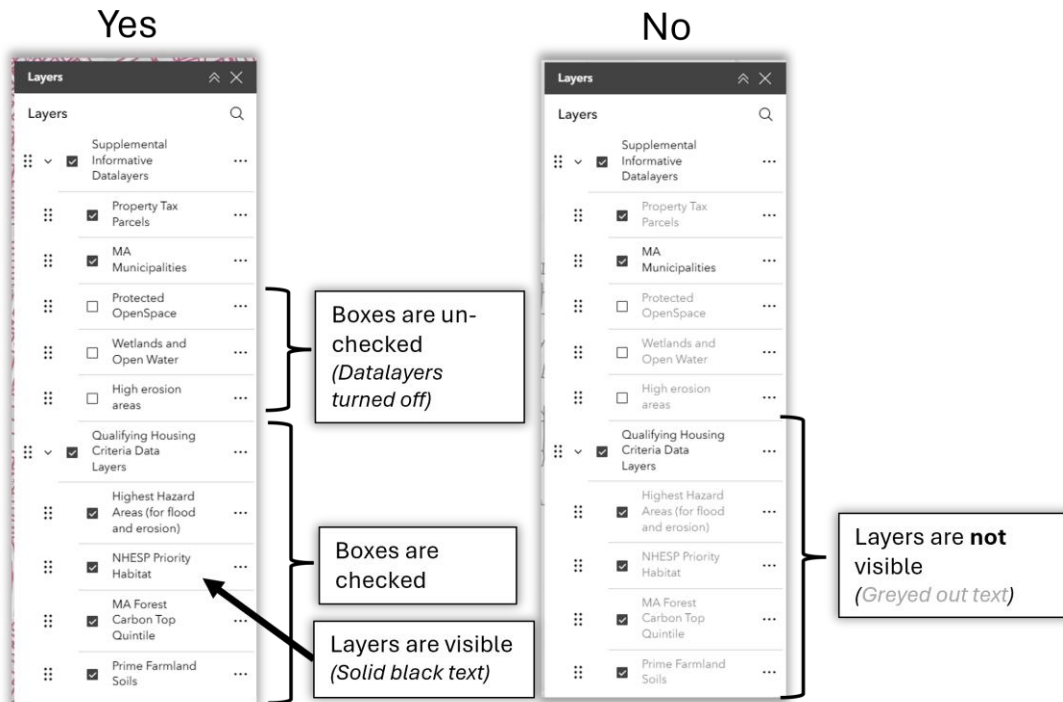 Yes
Layers
Layers
Supplemental
Informative
Datalayers
Property Tax
Parcels
MA
Municipalities
Protected
OpenSpace
Wetlands and
Open Water
High erosion
areas
Qualifying Housing
Criteria Data
Layers
Highest Hazard
Areas (for flood
and erosion)
NHESP Priority
Habitat
MA Forest
Carbon Top
Quintile
Prime Farmland
Soils
Boxes are un-
checked
(Datalayers
turned off)
Boxes are
checked
Layers are visible
(Solid black text)
No
Layers
Layers
Supplemental
Informative
Datalayers
Property Tax
Parcels
MA
Municipalities
Protected
OpenSpace
Wetlands and
Open Water
High erosion
areas
Qualifying Housing
Criteria Data
Layers
Highest Hazard
Areas (for flood
and erosion)
NHESP Priority
Habitat
MA Forest
Carbon Top
Quintile
Prime Farmland
Soils
Layers are not
visible
(Greyed out text)